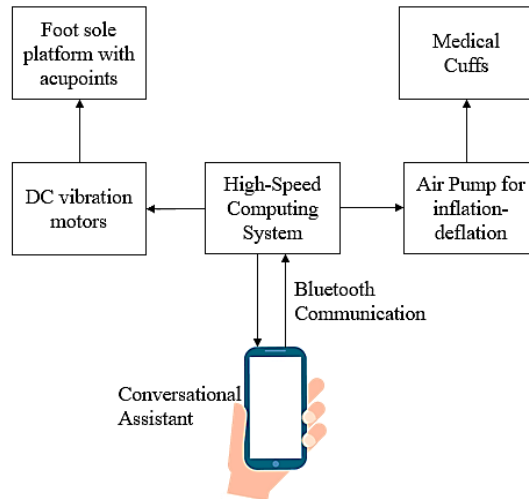 Foot sole
platform with
acupoints
Medical
Cuffs
DC vibration
motors
High-Speed
Computing
System
Air Pump for
inflation-
deflation
Bluetooth
Communication
Conversational
Assistant